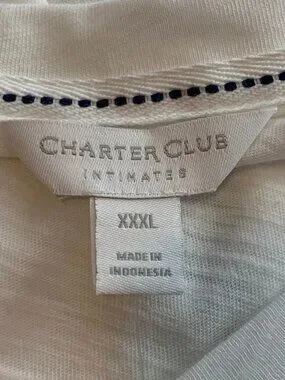 CHARTER CLUB
INTIMATES
XXXL
MADE IN
INDONESIA